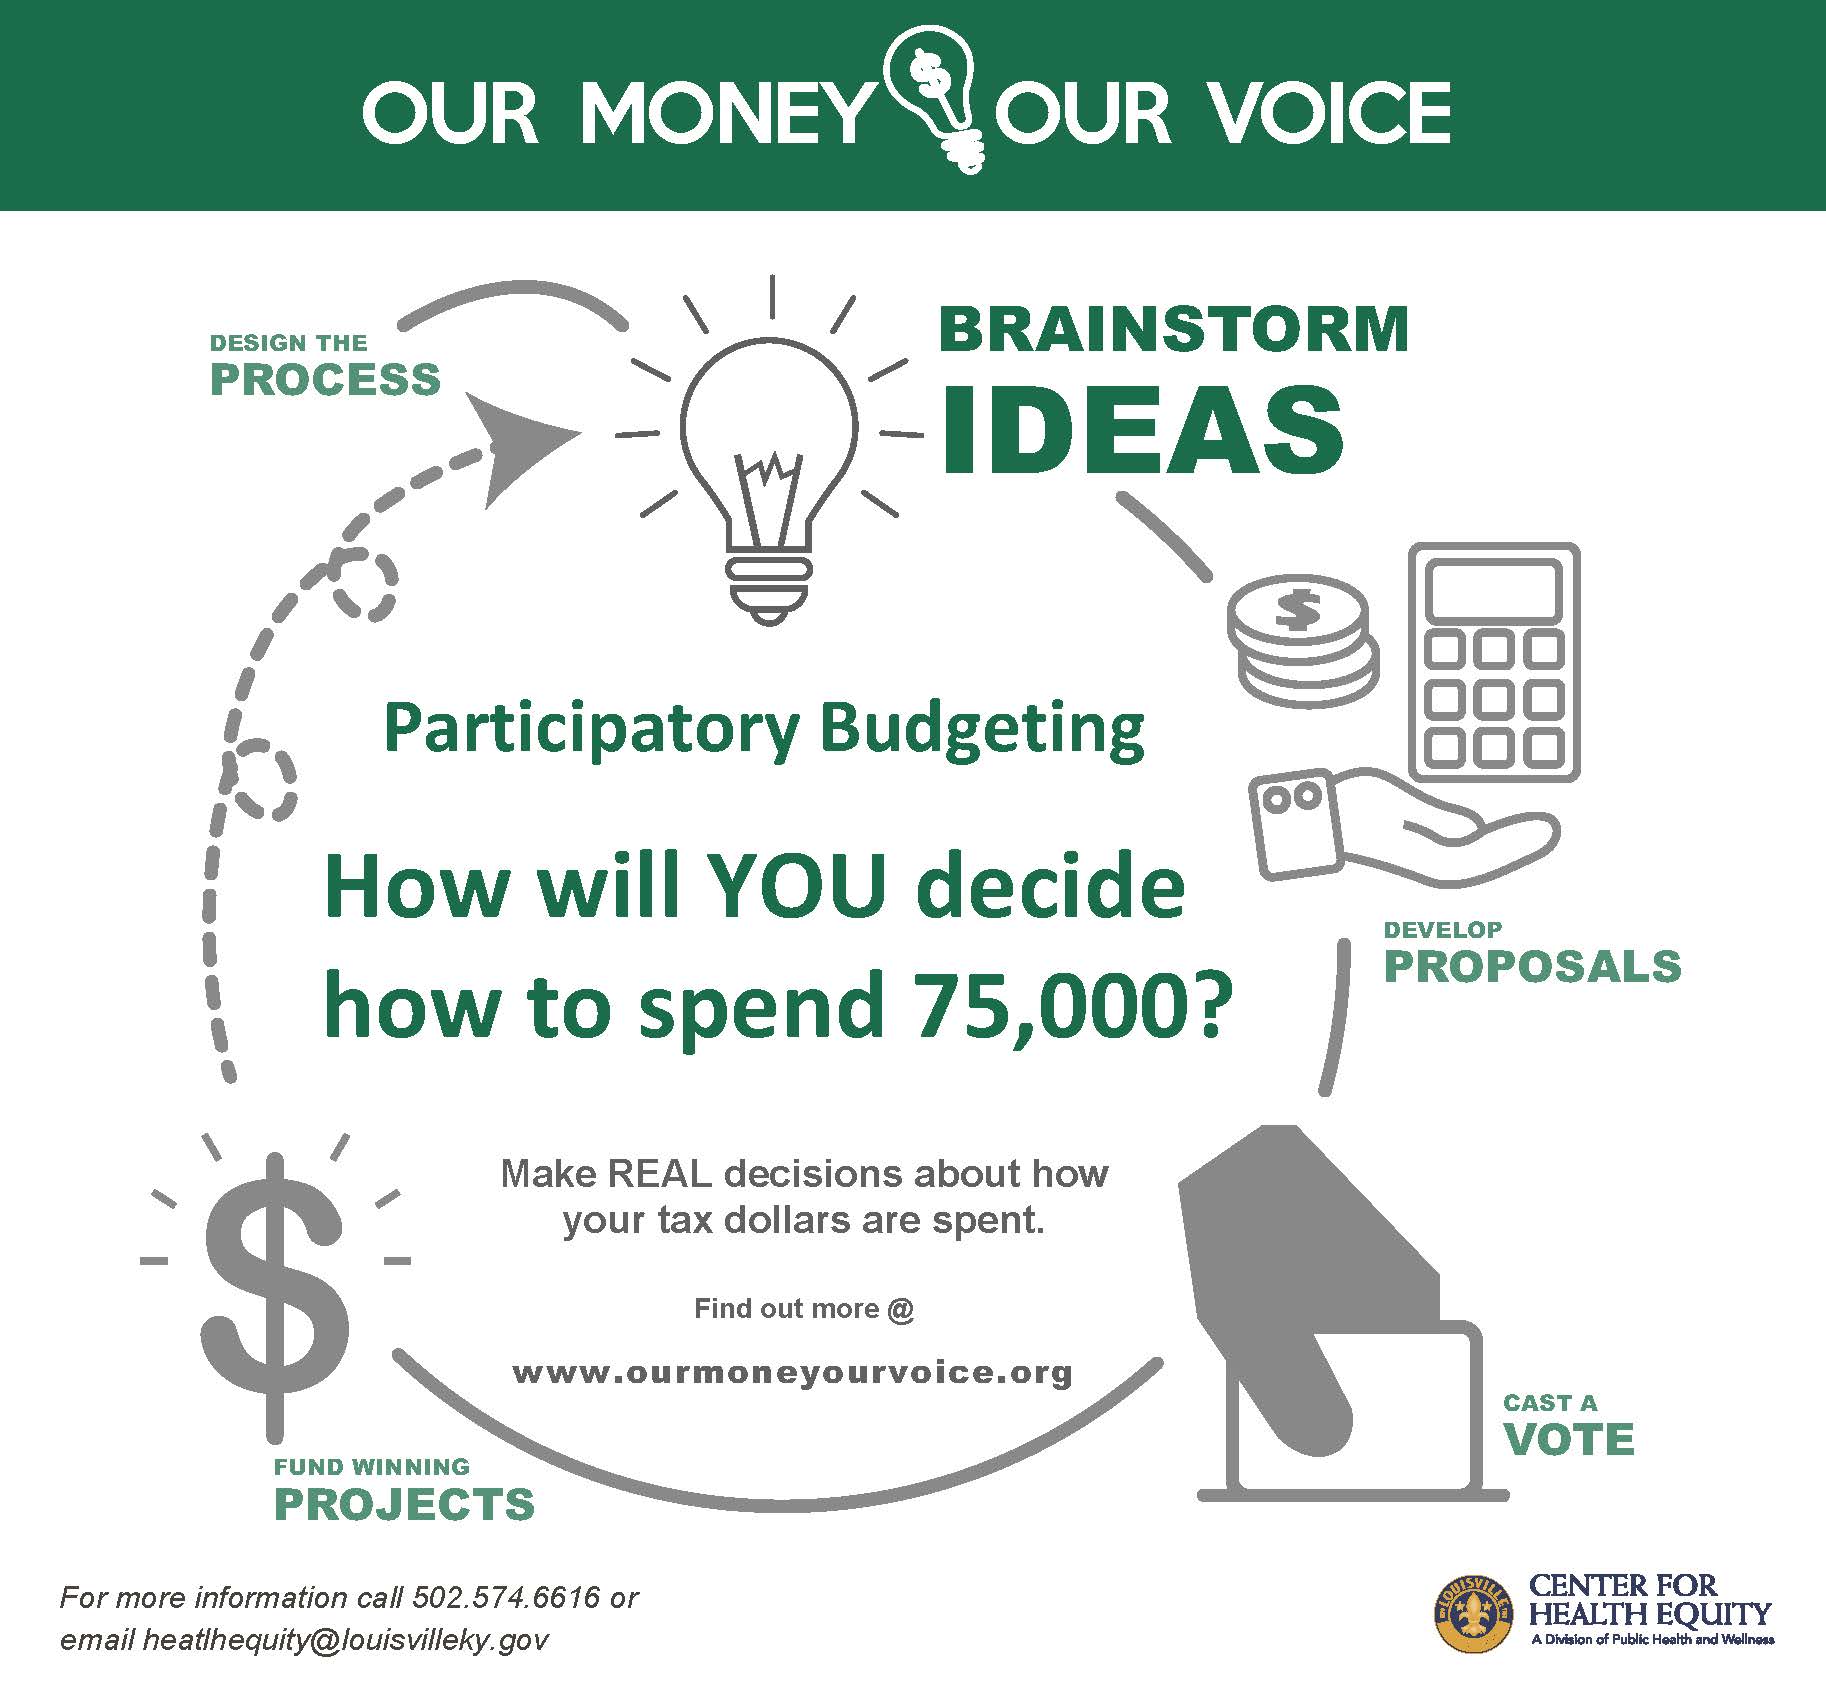 OUR MONEY OUR VOICE
DESIGN THE
PROCESS
BRAINSTORM
IDEAS
$
Participatory Budgeting
How will YOU decide
how to spend 75,000?
DEVELOP
PROPOSALS
Make REAL decisions about how
your tax dollars are spent.
Find out more @
www.ourmoneyourvoice.org
CAST A
VOTE
$
FUND WINNING
PROJECTS
For more information call 502.574.6616 or
email heatlhequity@louisvilleky.gov
LOUISVILLE
CENTER FOR
HEALTH EQUITY
A Division of Public Health and Wellness